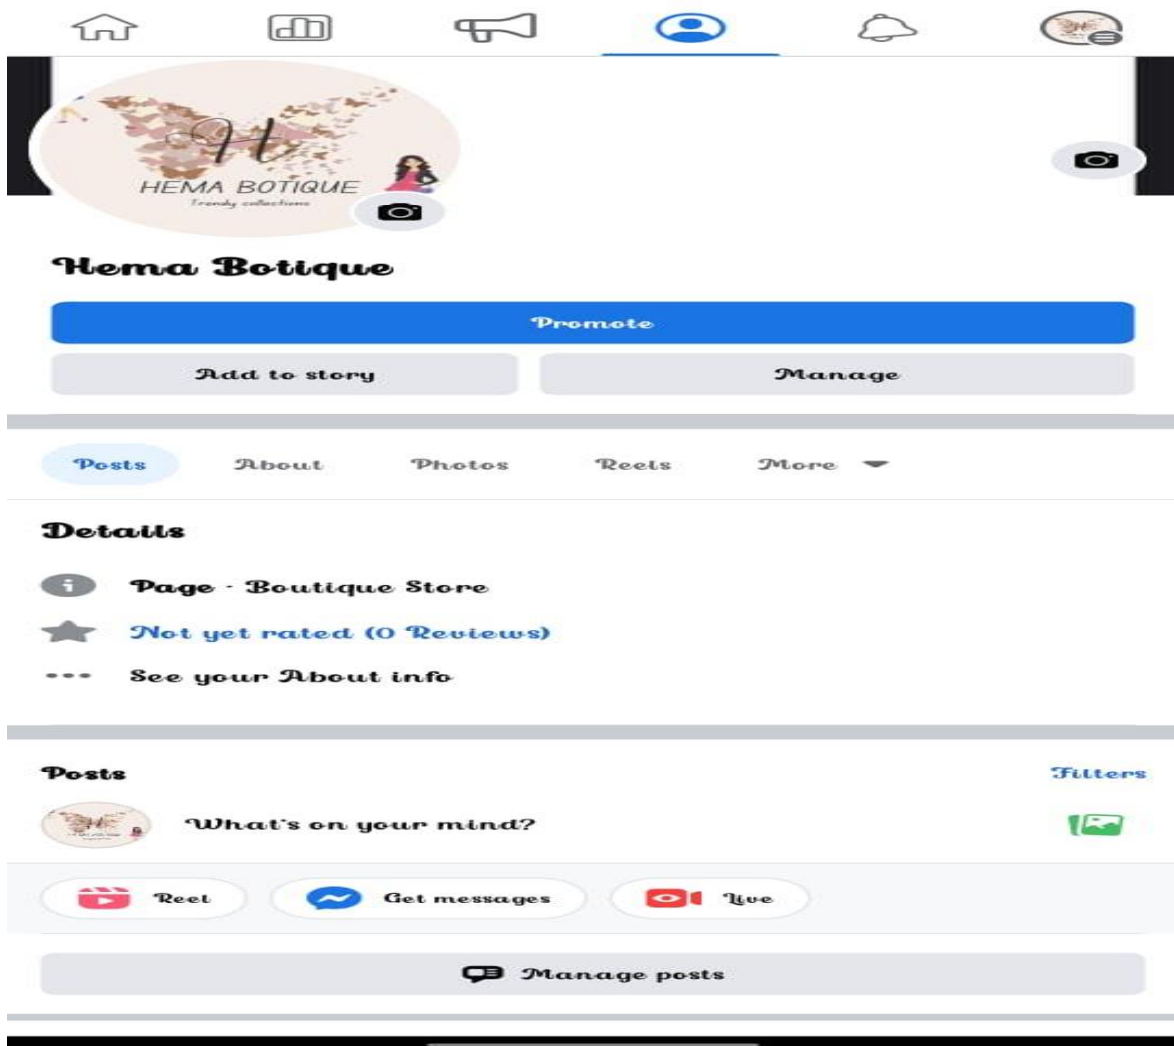 H
HEMA BOTIQUE
Trendy collections
Hema Botique
Promote
Add to story Manage
Posts About Photos Reels More
Details
Page · Boutique Store
Not yet rated (0 Reviews)
See your About info
Posts Filters
What's on your mind?
Reel Get messages Live
Manage posts